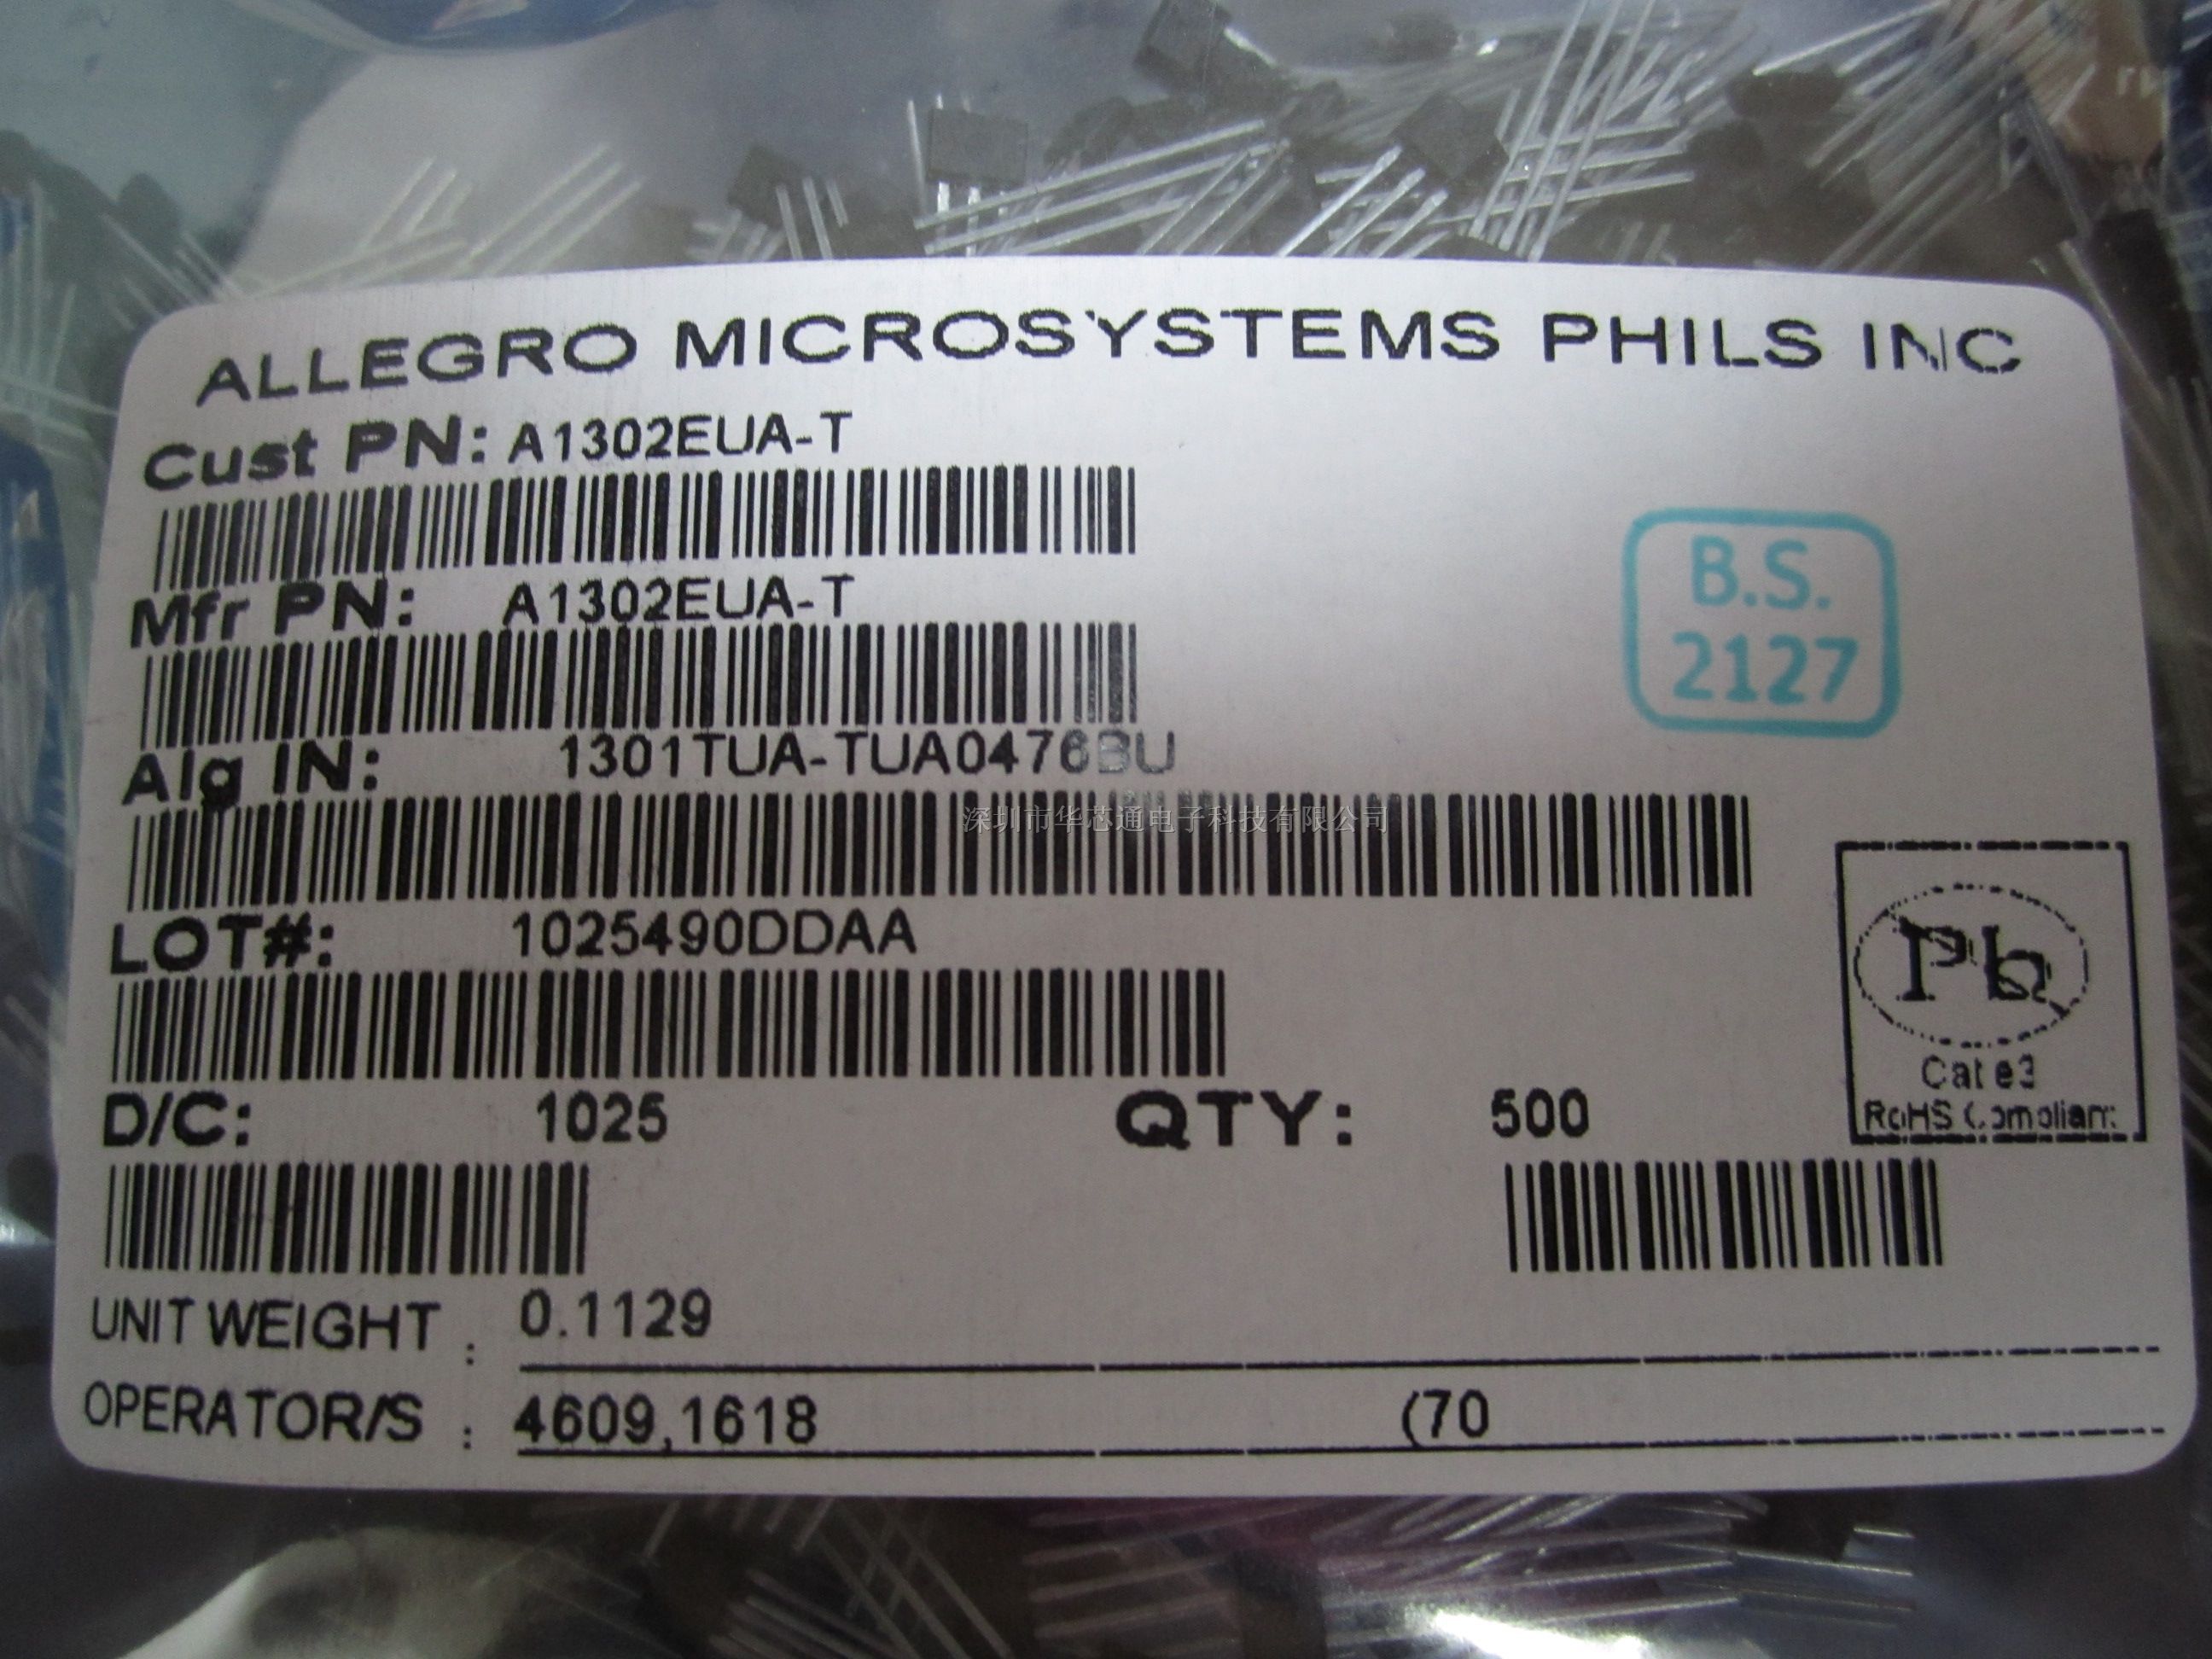 ALLEGRO MICROSYSTEMS PHILS INC
Cust PN: A1302EUA-T
Mfr PN: A1302EUA-T
B.S.
2127
Alg IN: 1301TUA-TUA0476BU
深圳市华芯通电子科技有限公司
LOT#: 1025490DDAA
Pb
Cat e3
RoHS Compliant
D/C: 1025 QTY: 500
UNIT WEIGHT : 0.1129
OPERATOR/S : 4609,1618 (70